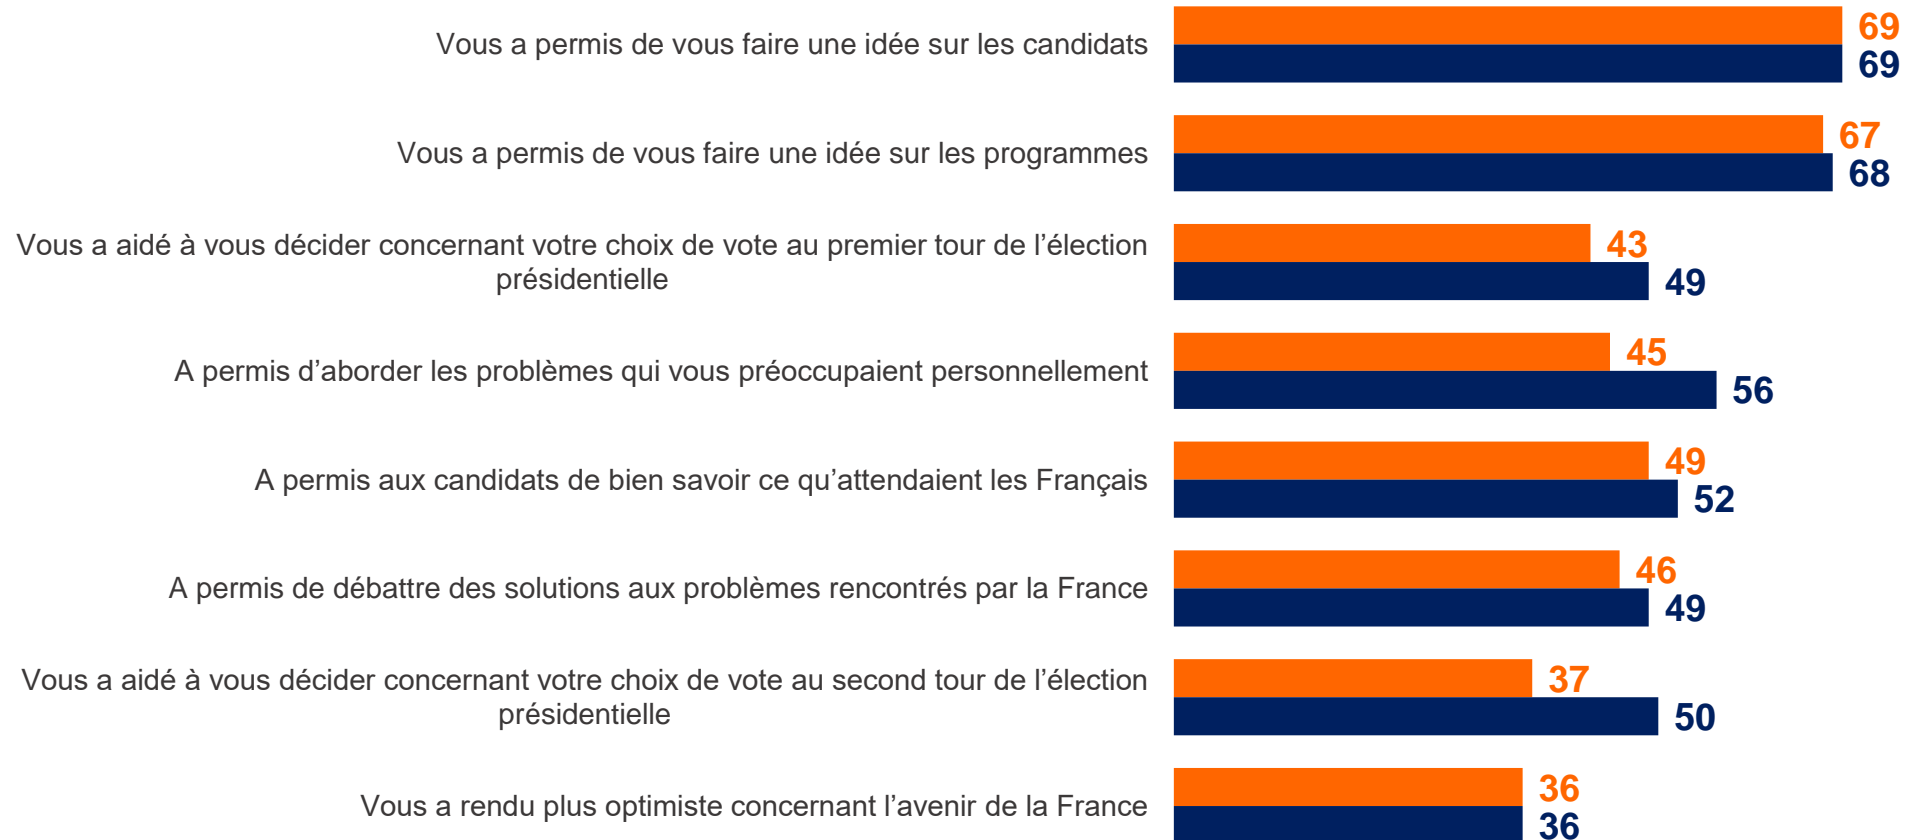 Vous a permis de vous faire une idée sur les candidats
69
69
Vous a permis de vous faire une idée sur les programmes
67
68
Vous a aidé à vous décider concernant votre choix de vote au premier tour de l’élection
présidentielle
43
49
A permis d’aborder les problèmes qui vous préoccupaient personnellement
45
56
A permis aux candidats de bien savoir ce qu’attendaient les Français
49
52
A permis de débattre des solutions aux problèmes rencontrés par la France
46
49
Vous a aidé à vous décider concernant votre choix de vote au second tour de l’élection
présidentielle
37
50
Vous a rendu plus optimiste concernant l’avenir de la France
36
36